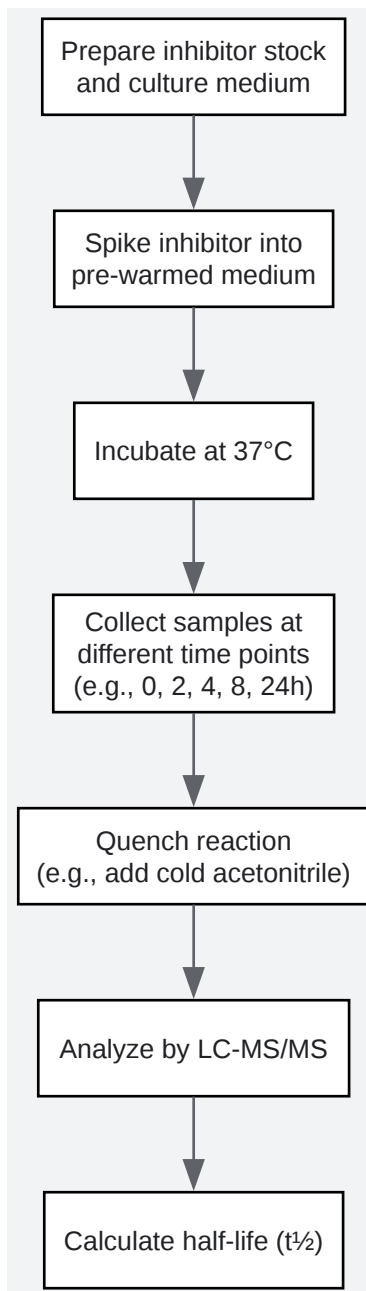 Prepare inhibitor stock
and culture medium
Spike inhibitor into
pre-warmed medium
Incubate at 37°C
Collect samples at
different time points
(e.g., 0, 2, 4, 8, 24h)
Quench reaction
(e.g., add cold acetonitrile)
Analyze by LC-MS/MS
Calculate half-life (t½)